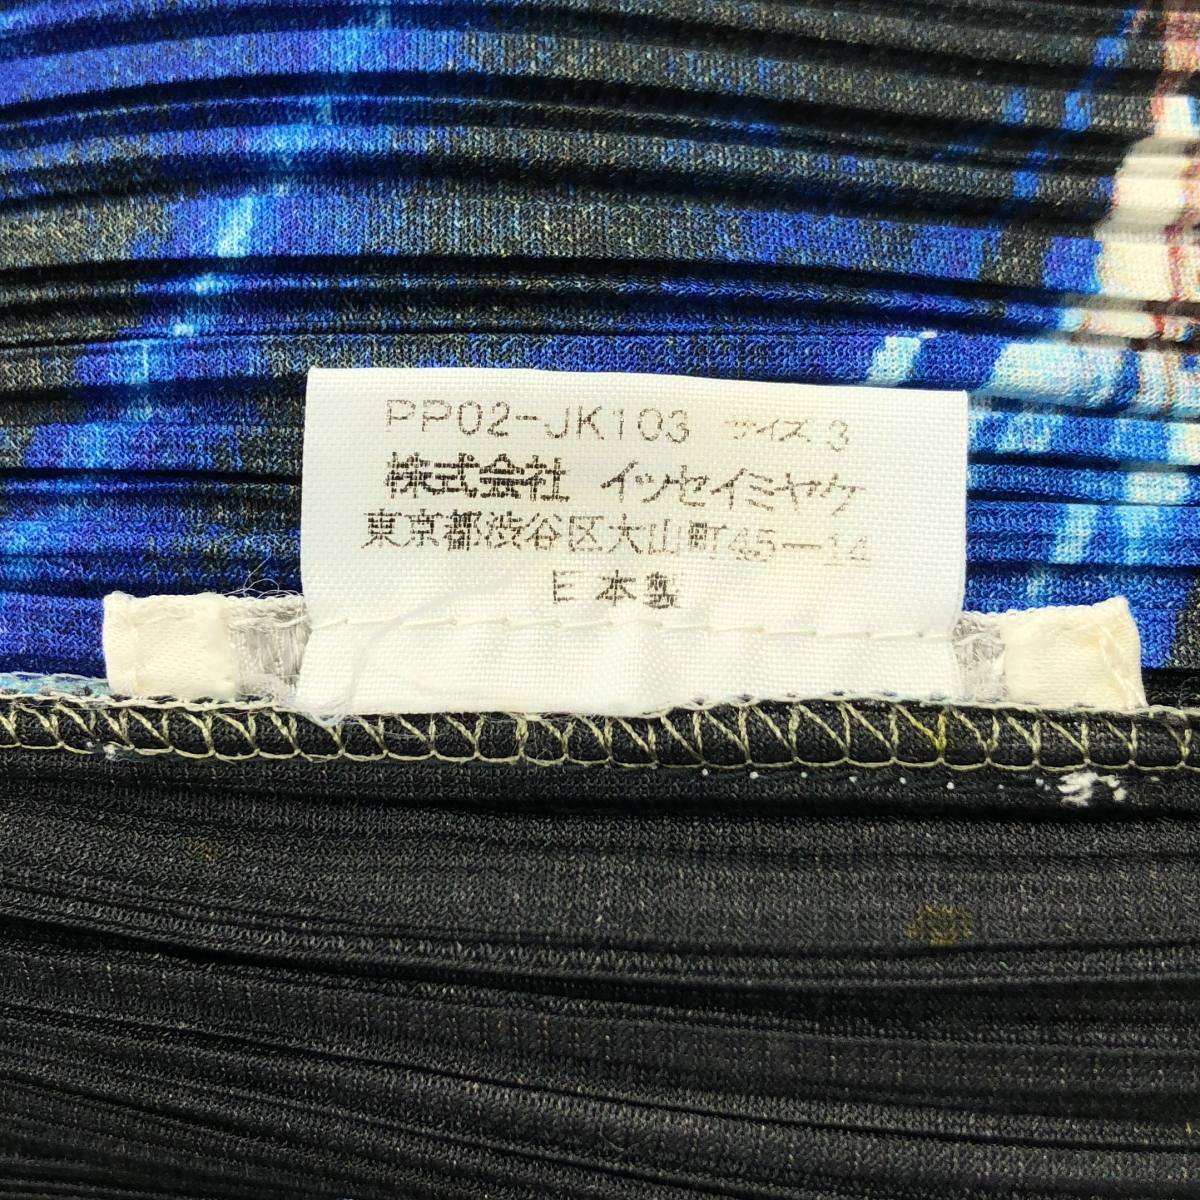 PP02-JK103 サイズ 3
株式会社 イッセイミヤケ
東京都渋谷区大山町45-14
日本製